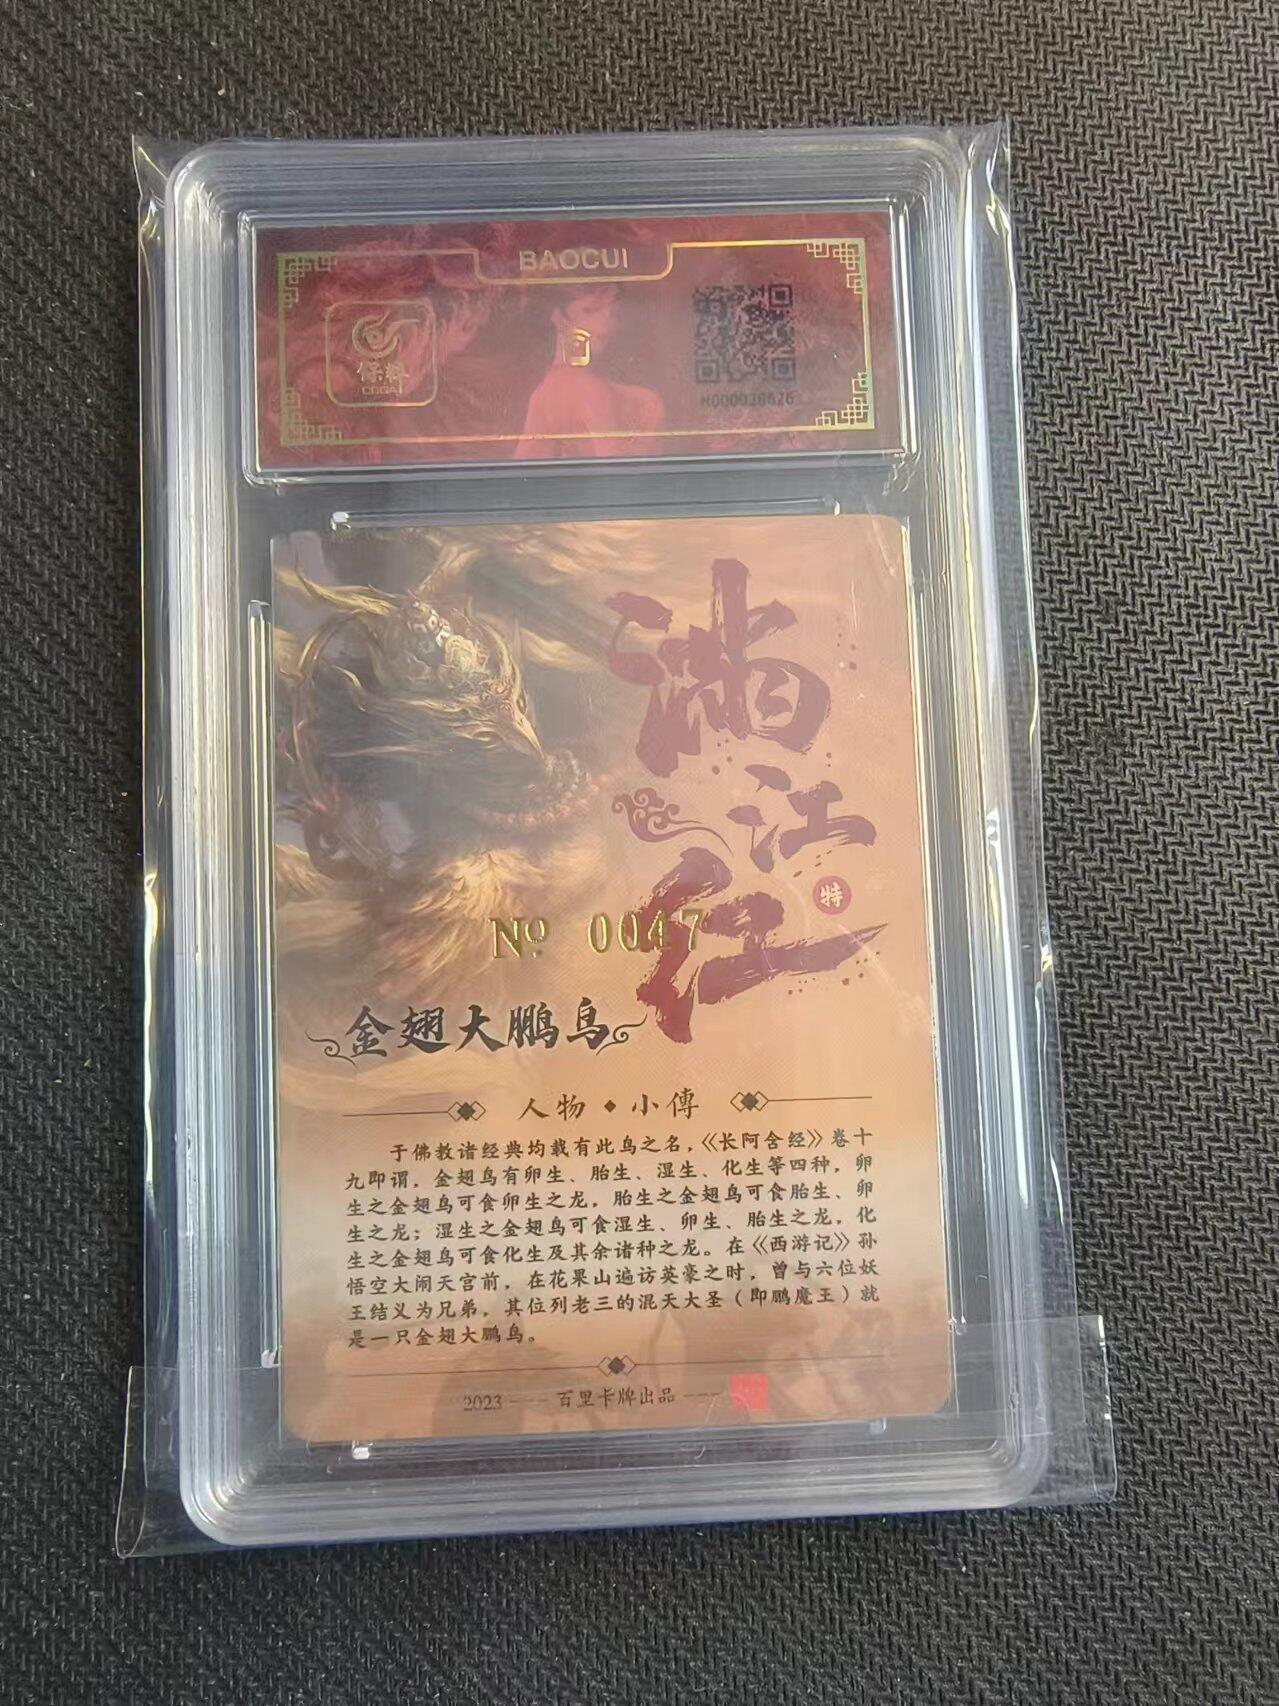 BAOCUI
保粹
CCGA
满
江
红
特
No 0047
金翅大鹏鸟
人物◆小傳
于佛教诸经典均载有此鸟之名，《长阿含经》卷十
九即谓，金翅鸟有卵生、胎生、湿生、化生等四种，卵
生之金翅鸟可食卵生之龙，胎生之金翅鸟可食胎生、卵
生之龙；湿生之金翅鸟可食湿生、卵生、胎生之龙，化
生之金翅鸟可食化生及其余诸种之龙。在《西游记》孙
悟空大闹天宫前，在花果山遍访英豪之时，曾与六位妖
王结义为兄弟，其位列老三的混天大圣（即鹏魔王）就
是一只金翅大鹏鸟。
2023 --- 百里卡牌出品 ---